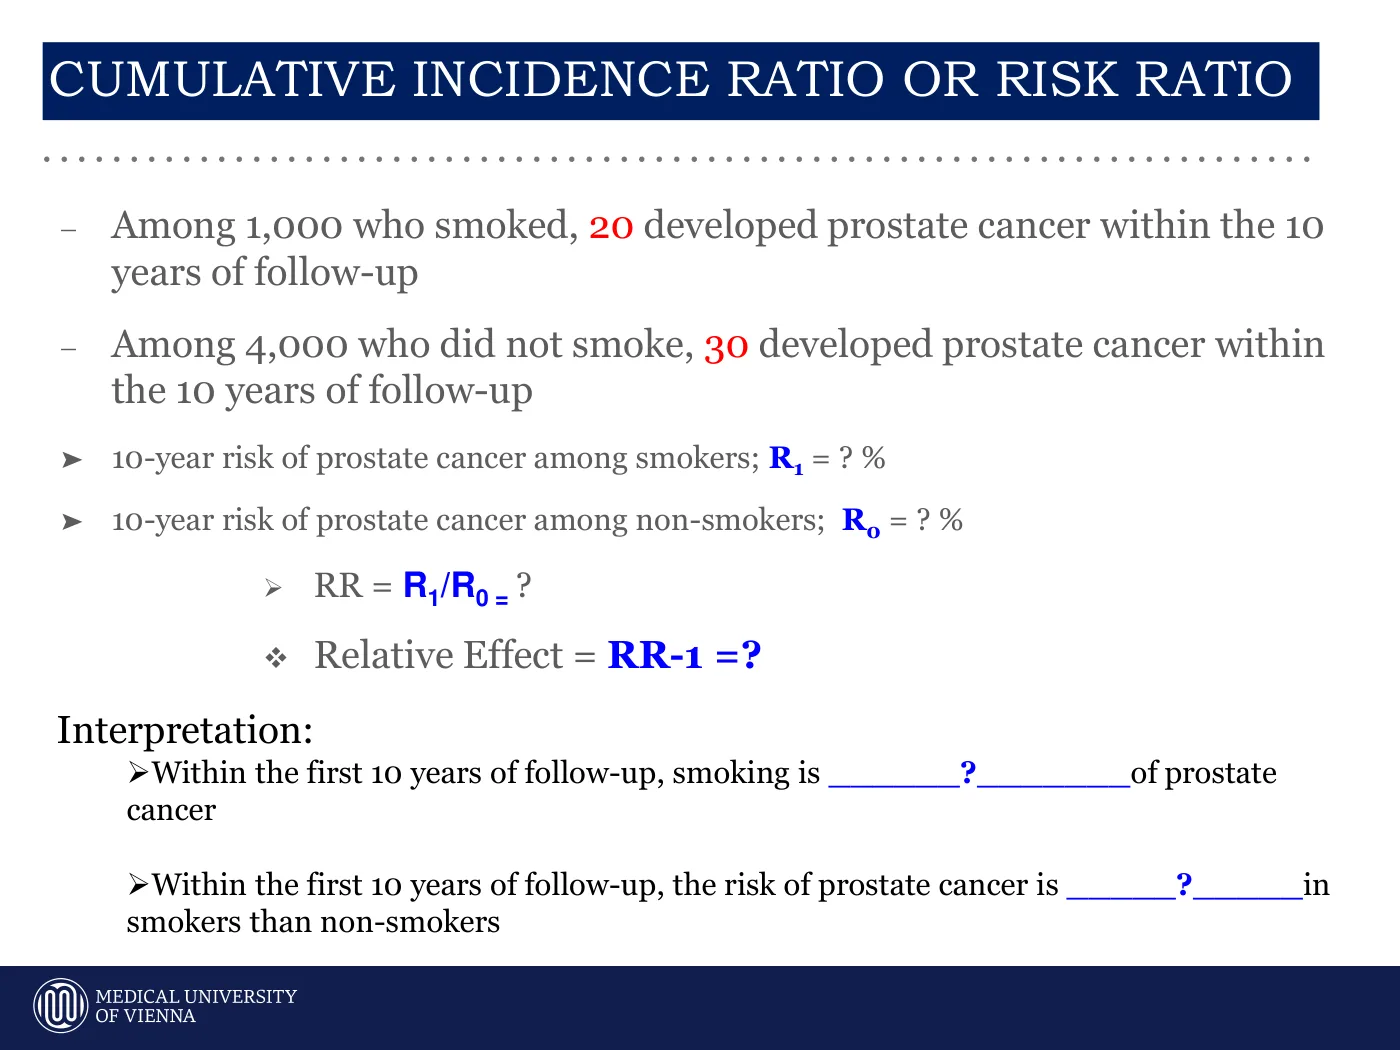 CUMULATIVE INCIDENCE RATIO OR RISK RATIO
– Among 1,000 who smoked, 20 developed prostate cancer within the 10
years of follow-up
– Among 4,000 who did not smoke, 30 developed prostate cancer within
the 10 years of follow-up
➤ 10-year risk of prostate cancer among smokers; R₁ = ? %
➤ 10-year risk of prostate cancer among non-smokers; R₀ = ? %
➢ RR = R₁/R₀ = ?
❖ Relative Effect = RR-1 =?
Interpretation:
➢Within the first 10 years of follow-up, smoking is ______?_______of prostate
cancer
➢Within the first 10 years of follow-up, the risk of prostate cancer is _____?_____in
smokers than non-smokers
MEDICAL UNIVERSITY
OF VIENNA